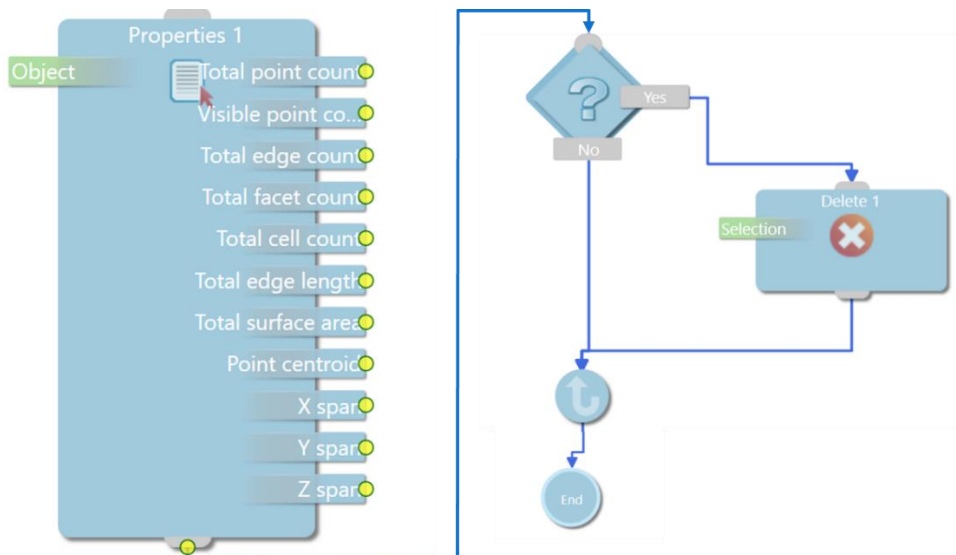 Properties 1
Object
Total point count
Visible point co...
Total edge count
Total facet count
Total cell count
Total edge length
Total surface area
Point centroid
X span
Y span
Z span
?
Yes
No
Delete 1
Selection
End